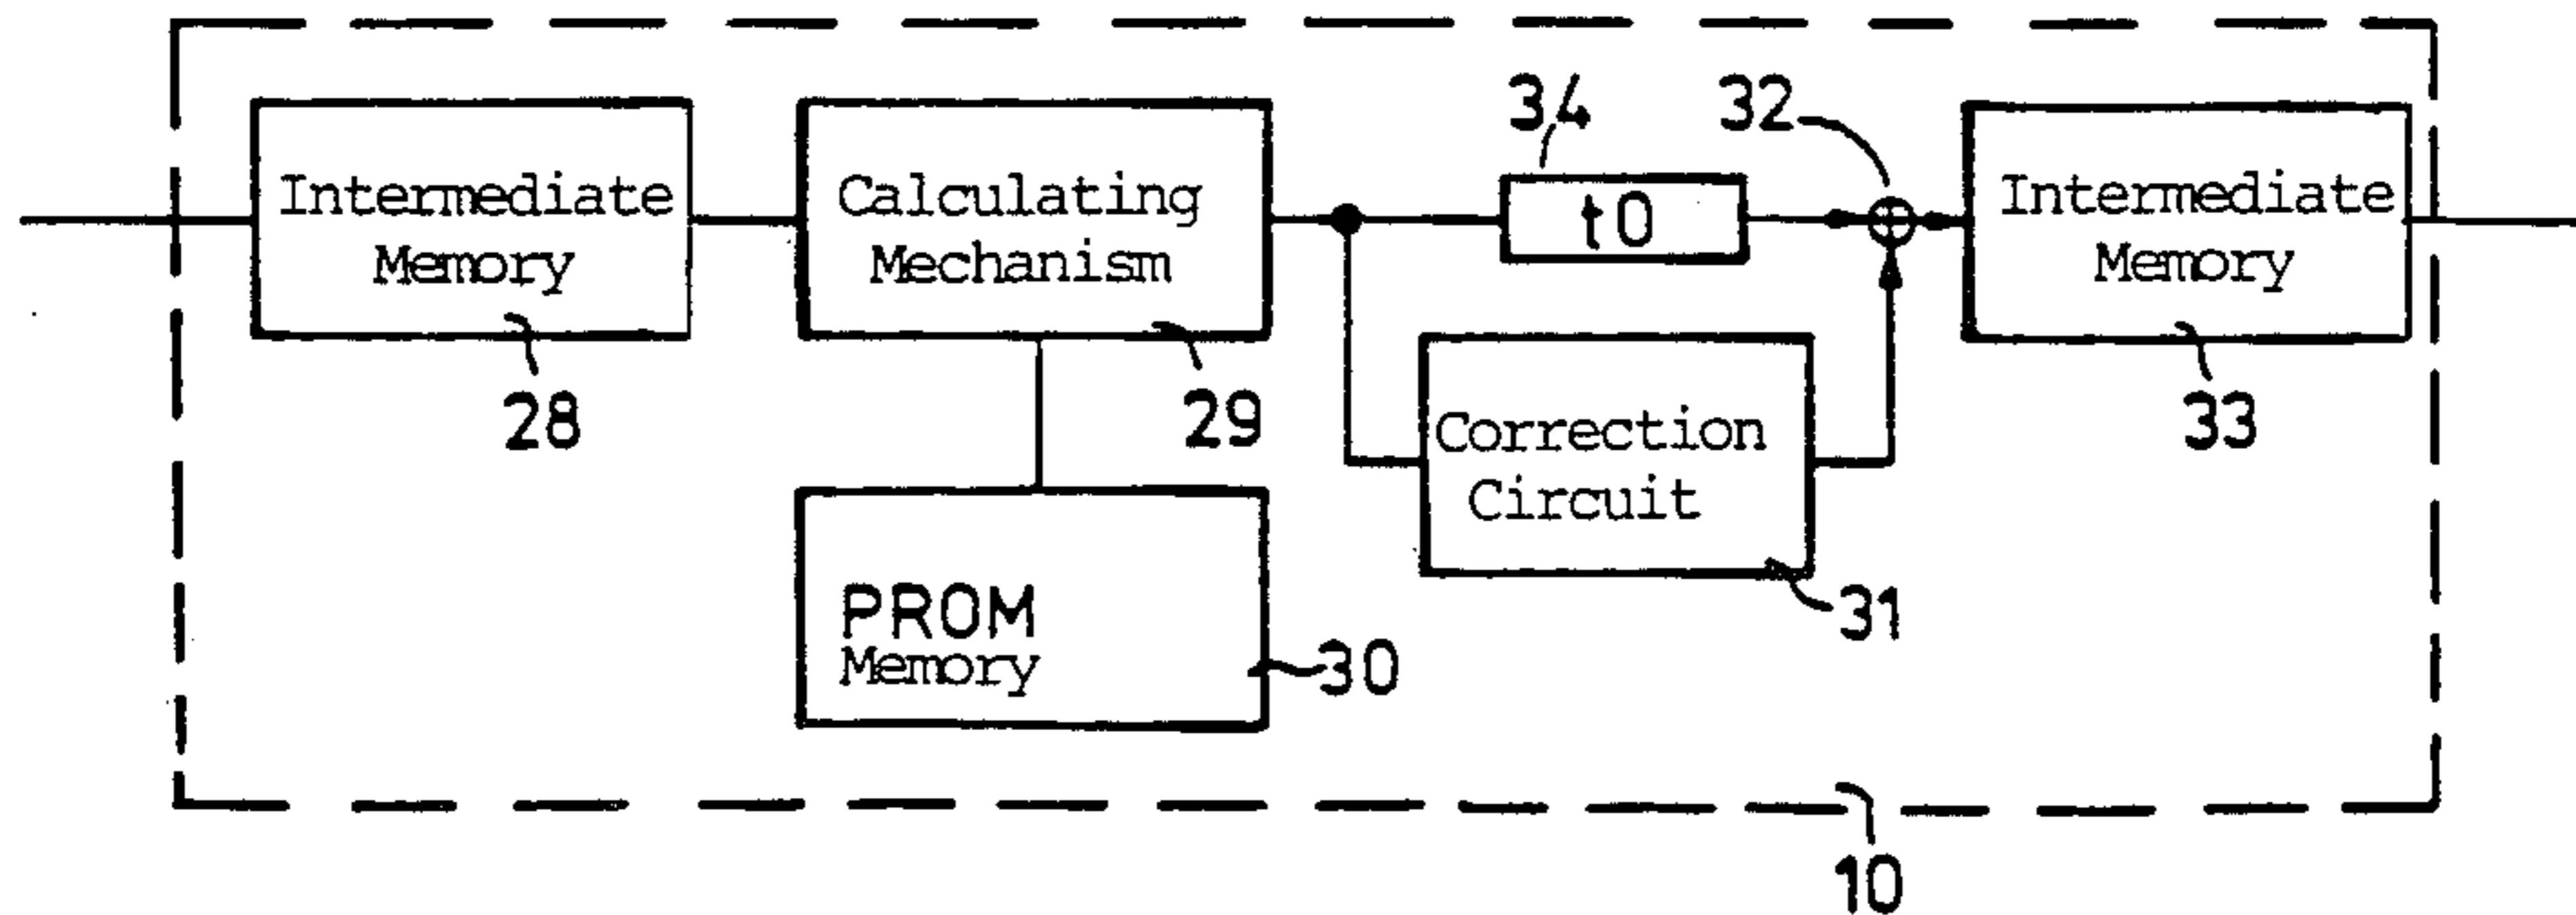 34
32
Intermediate
Memory
28
Calculating
Mechanism
29
t0
Intermediate
Memory
33
Correction
Circuit
31
PROM
Memory
30
10